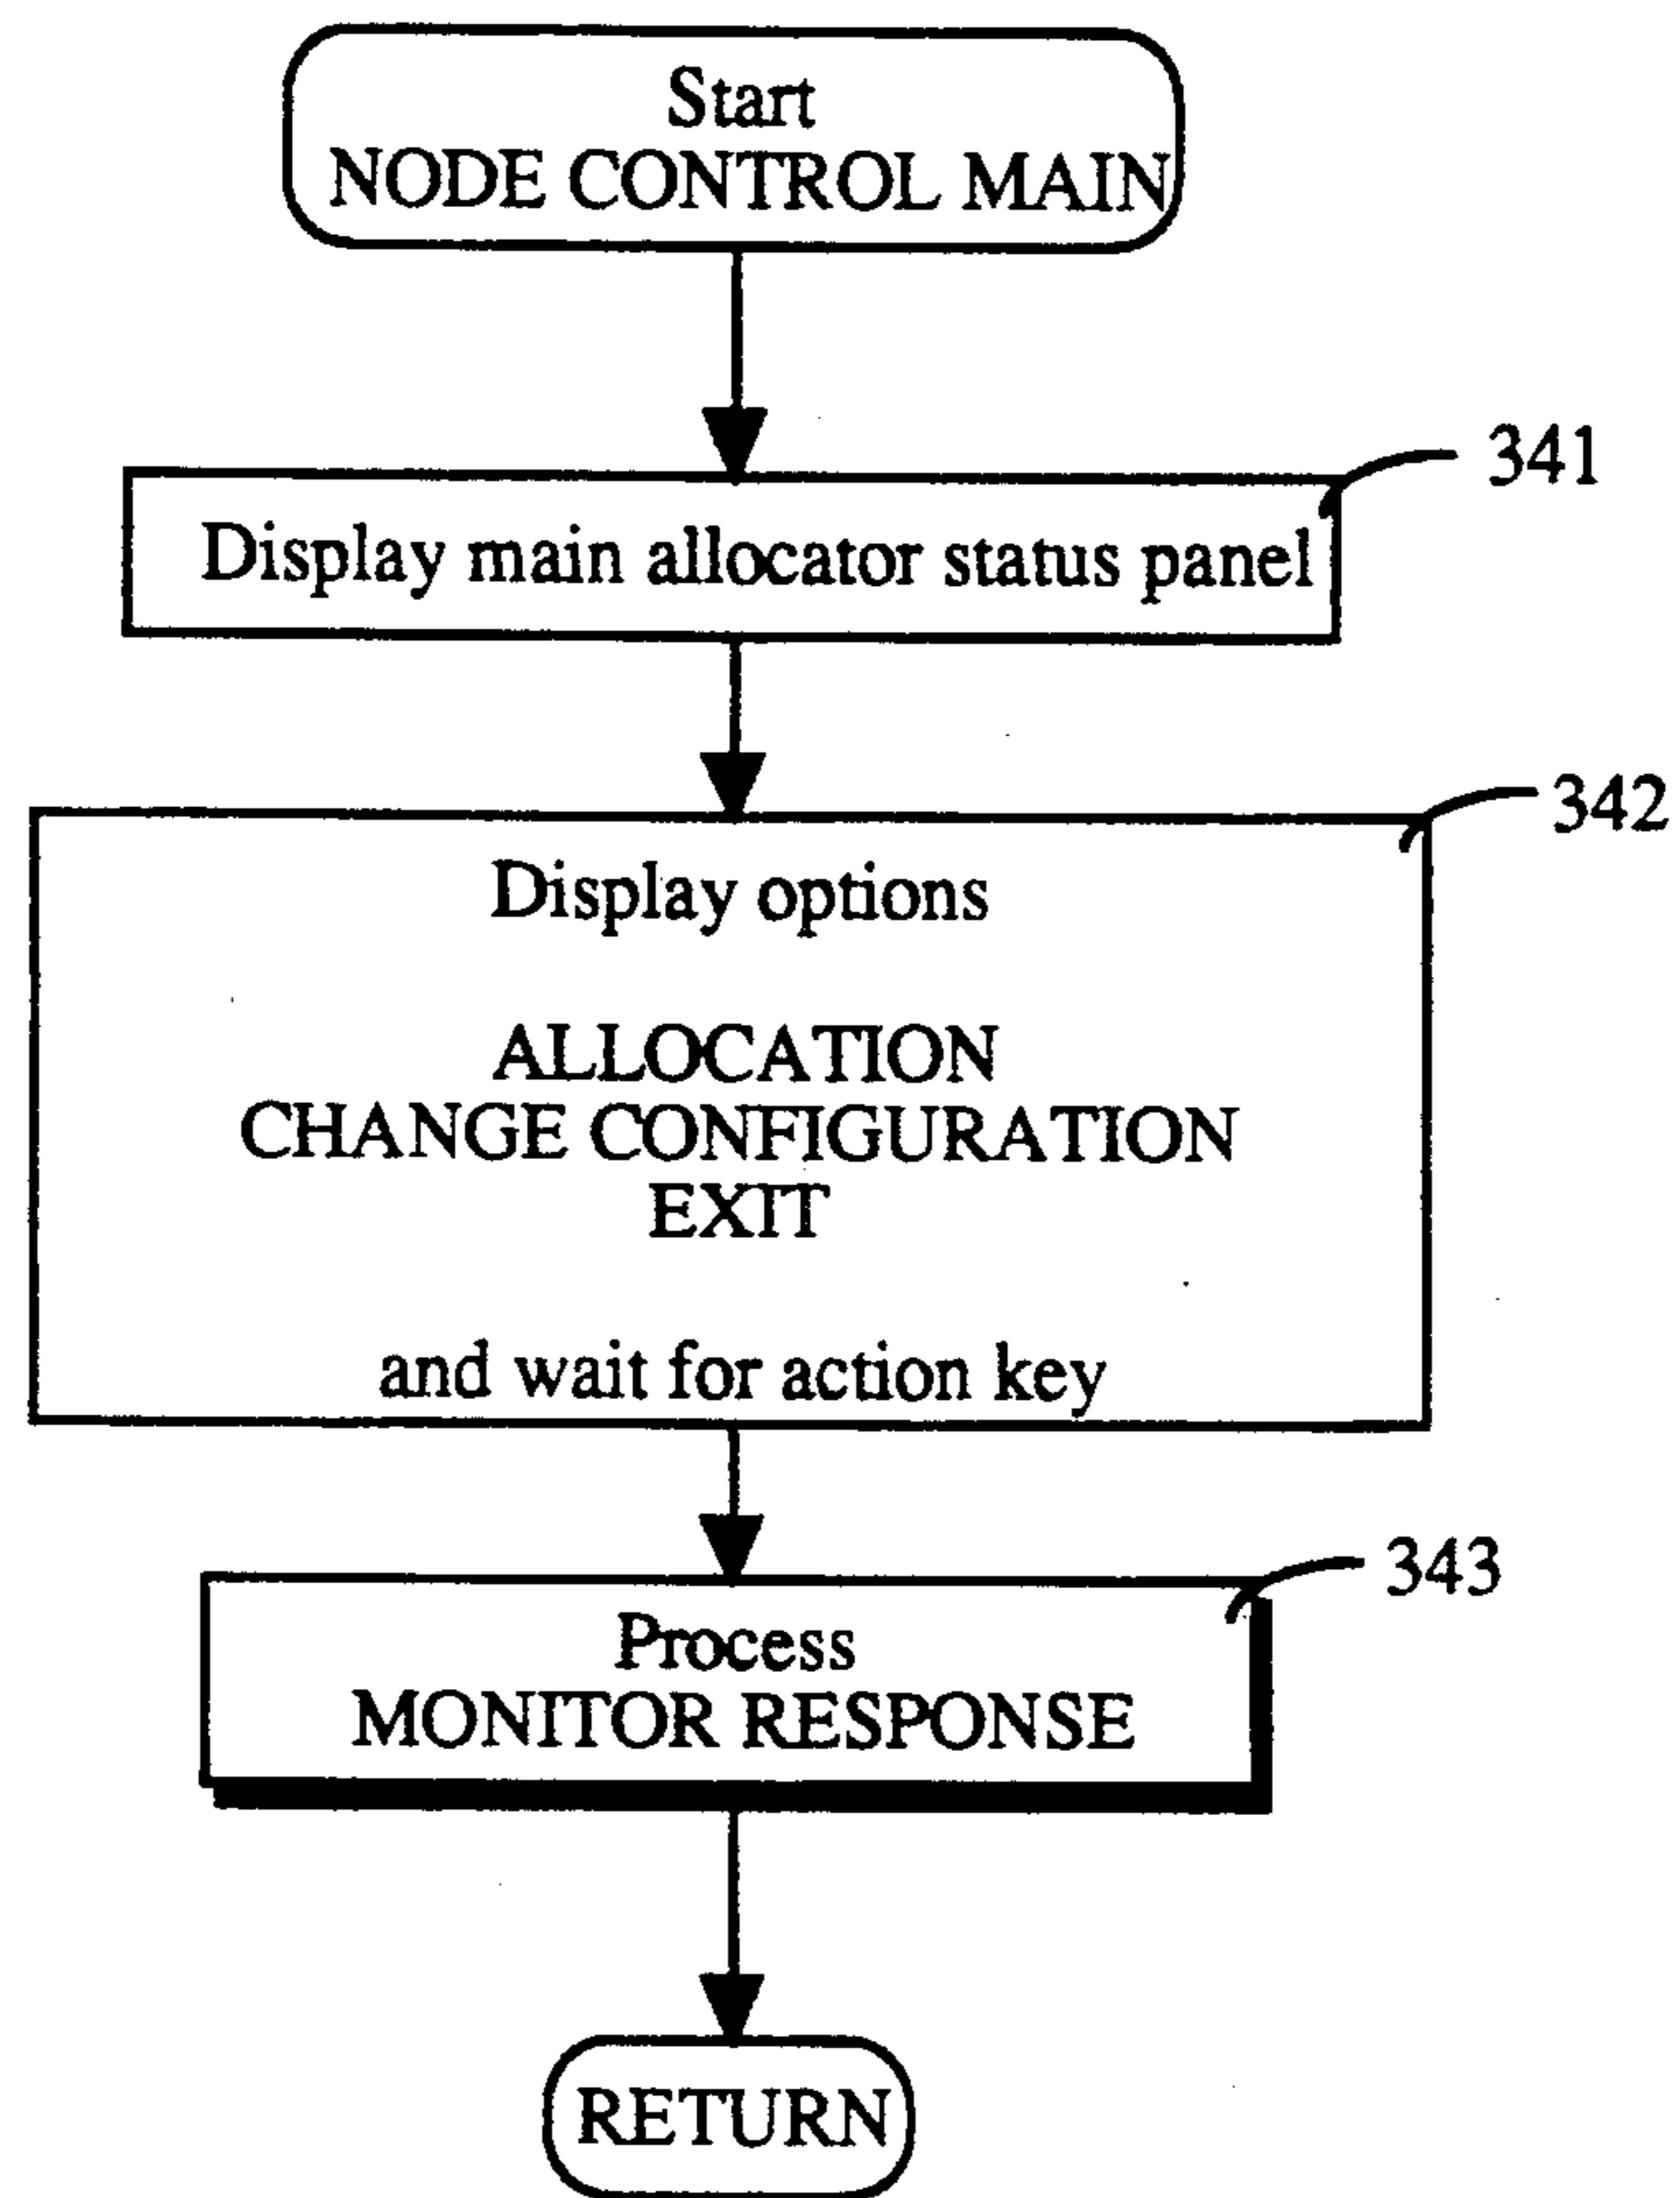 Start
NODE CONTROL MAIN
341
Display main allocator status panel
342
Display options
ALLOCATION
CHANGE CONFIGURATION
EXIT
and wait for action key
343
Process
MONITOR RESPONSE
RETURN